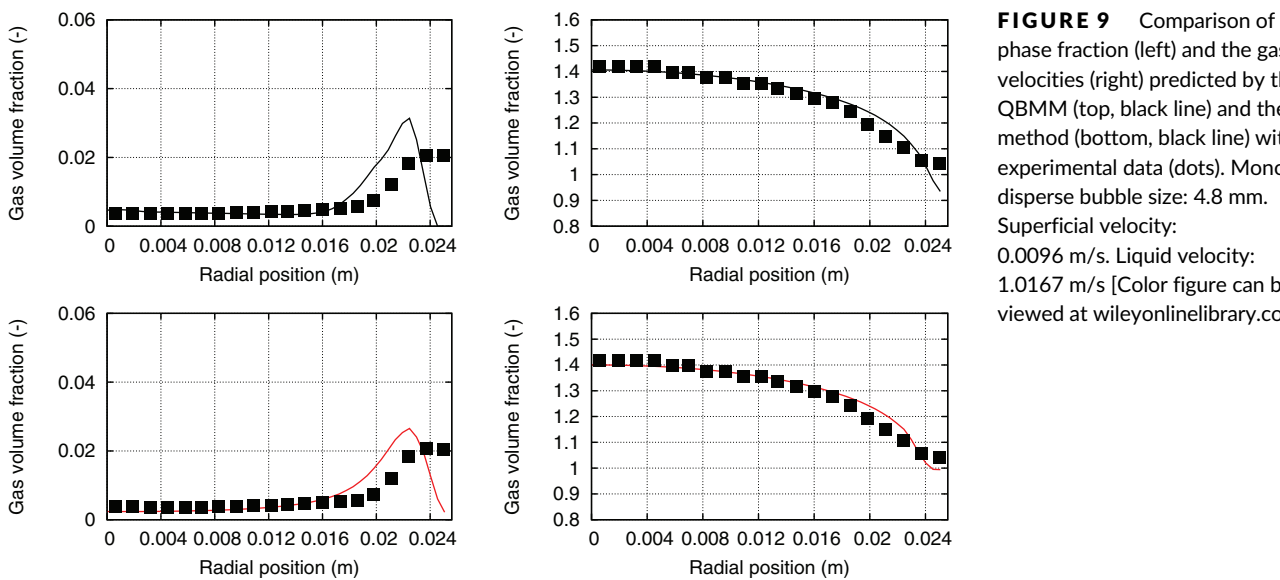 0.06
0.04
0.02
0
Gas volume fraction (-)
0 0.004 0.008 0.012 0.016 0.02 0.024
Radial position (m)
1.6
1.5
1.4
1.3
1.2
1.1
1
0.9
0.8
Gas volume fraction (-)
0 0.004 0.008 0.012 0.016 0.02 0.024
Radial position (m)
0.06
0.04
0.02
0
Gas volume fraction (-)
0 0.004 0.008 0.012 0.016 0.02 0.024
Radial position (m)
1.6
1.5
1.4
1.3
1.2
1.1
1
0.9
0.8
Gas volume fraction (-)
0 0.004 0.008 0.012 0.016 0.02 0.024
Radial position (m)
FIGURE 9 Comparison of
phase fraction (left) and the
velocities (right) predicted by
QBMM (top, black line) and
method (bottom, black line)
experimental data (dots).
disperse bubble size: 4.8 mm.
Superficial velocity:
0.0096 m/s. Liquid velocity:
1.0167 m/s [Color figure can
viewed at